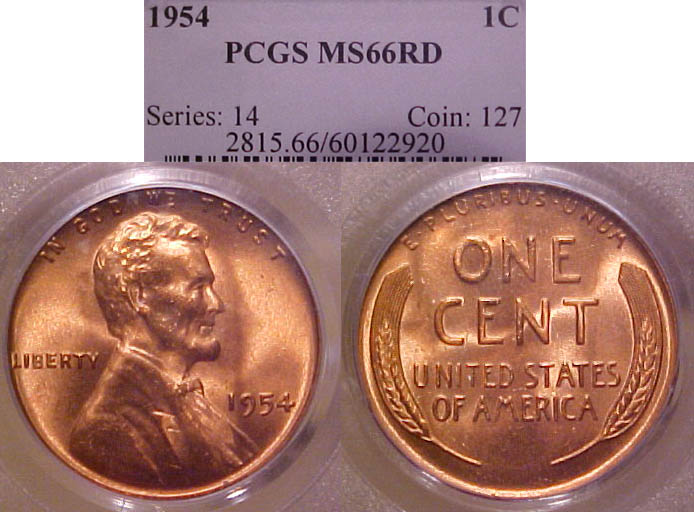 1954 1C
PCGS MS66RD
Series: 14 Coin: 127
2815.66/60122920
IN GOD WE TRUST
LIBERTY
1954
E·PLURIBUS·UNUM
ONE
CENT
UNITED STATES
OF AMERICA